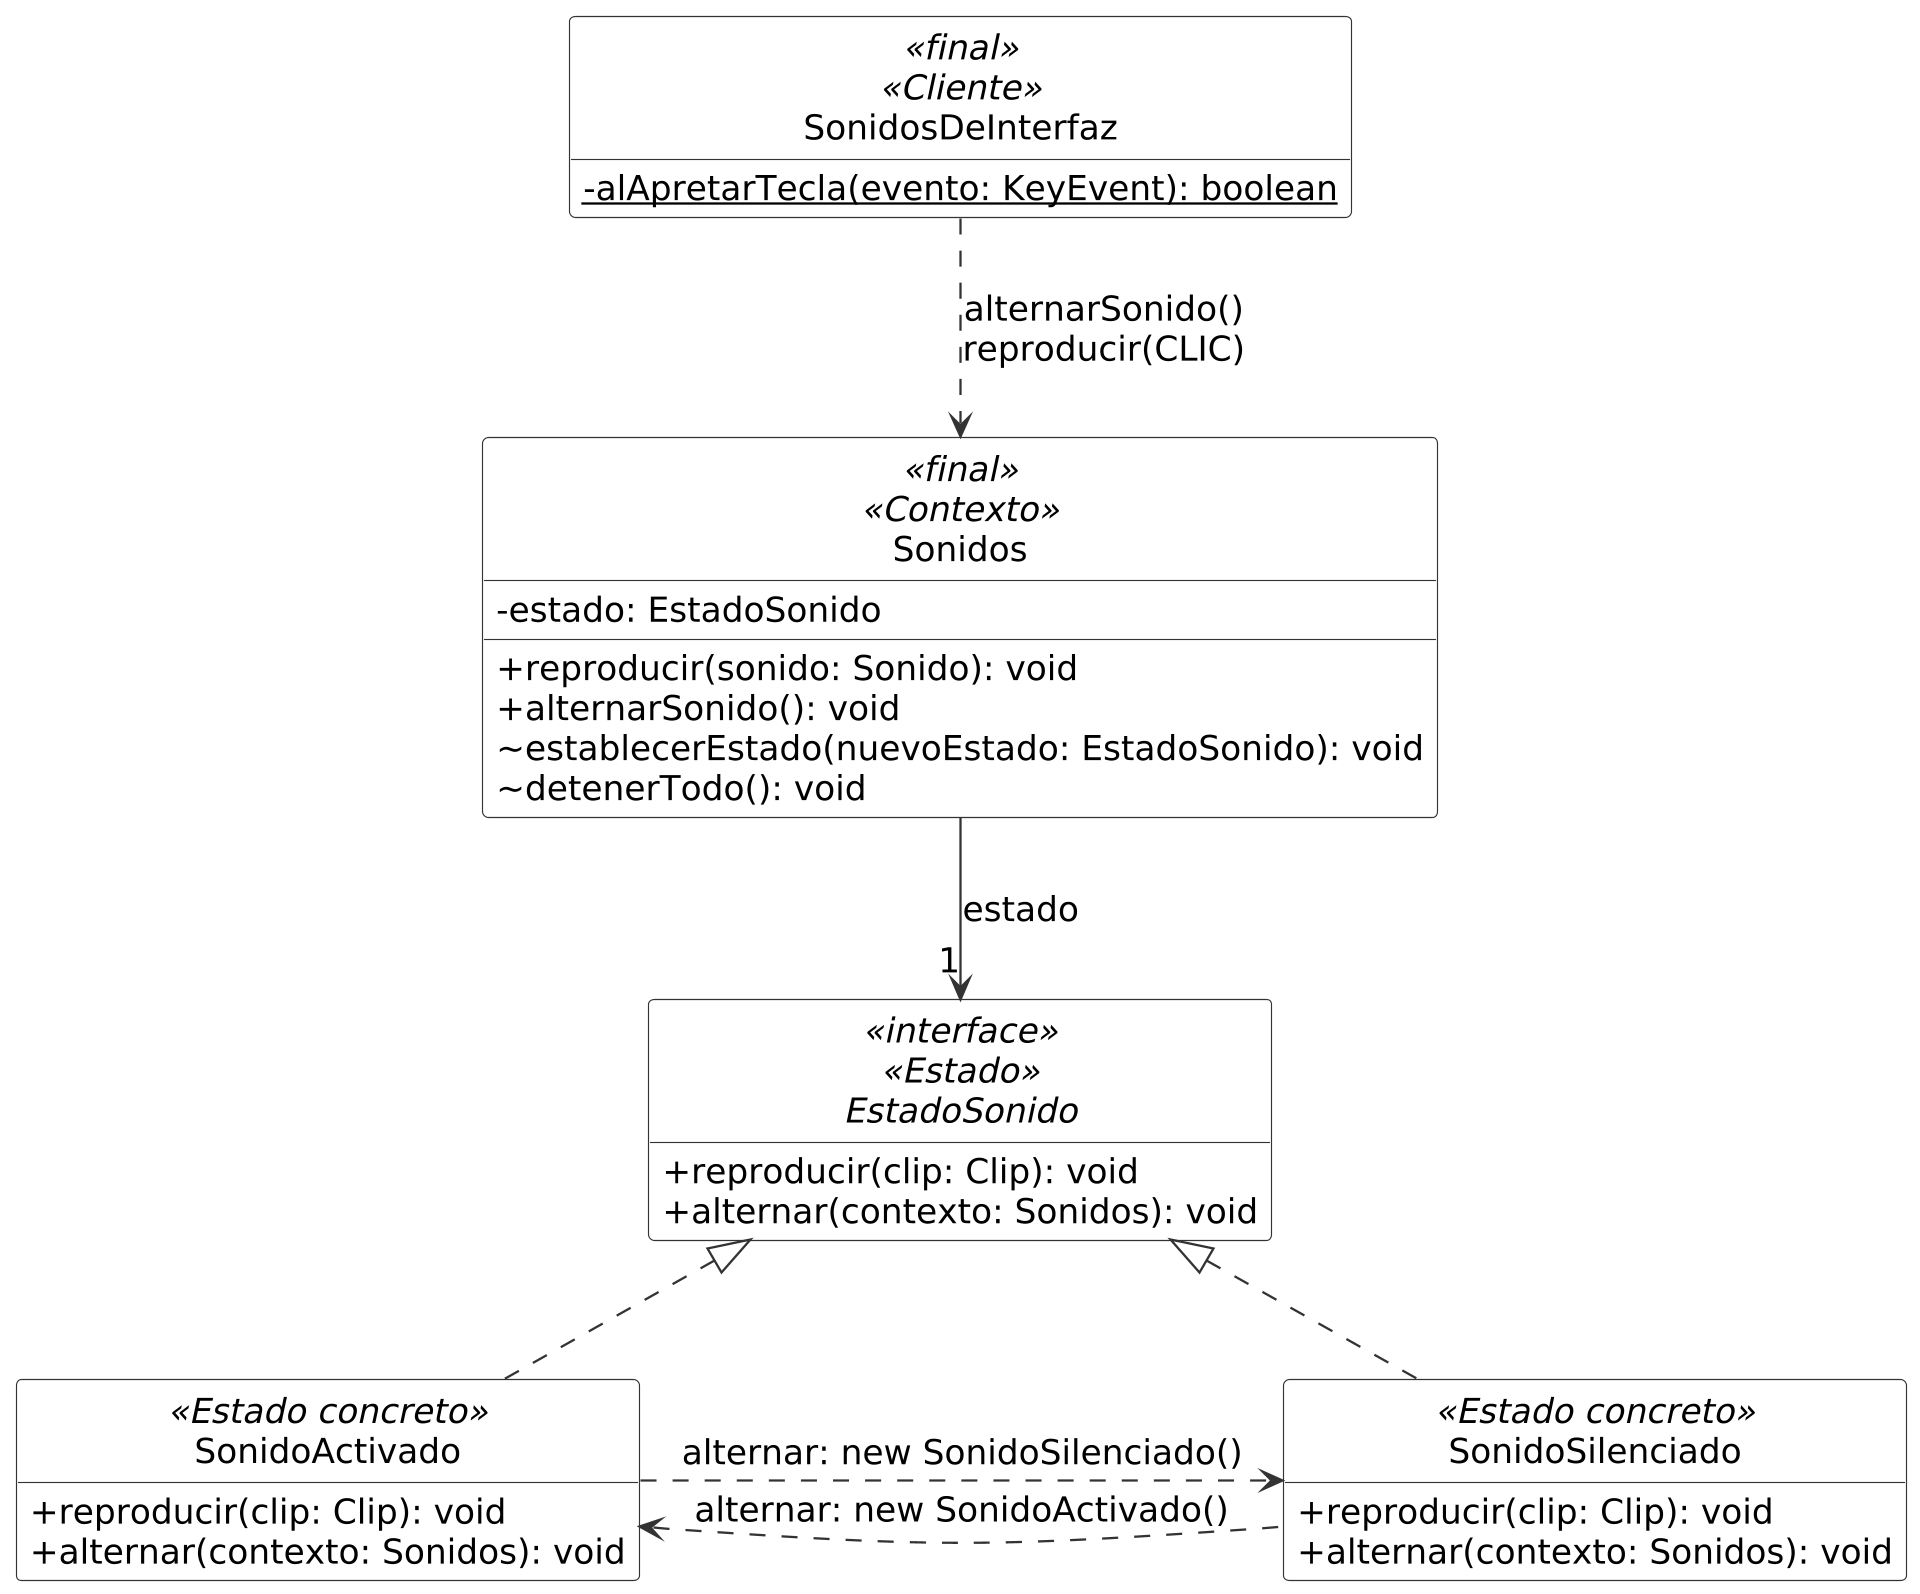 «final»
«Cliente»
SonidosDeInterfaz
-alApretarTecla(evento: KeyEvent): boolean
alternarSonido()
reproducir(CLIC)
«final»
«Contexto»
Sonidos
-estado: EstadoSonido
+reproducir(sonido: Sonido): void
+alternarSonido(): void
~establecerEstado(nuevoEstado: EstadoSonido): void
~detenerTodo(): void
estado
1
«interface»
«Estado»
EstadoSonido
+reproducir(clip: Clip): void
+alternar(contexto: Sonidos): void
«Estado concreto»
SonidoActivado
+reproducir(clip: Clip): void
+alternar(contexto: Sonidos): void
alternar: new SonidoSilenciado()
alternar: new SonidoActivado()
«Estado concreto»
SonidoSilenciado
+reproducir(clip: Clip): void
+alternar(contexto: Sonidos): void